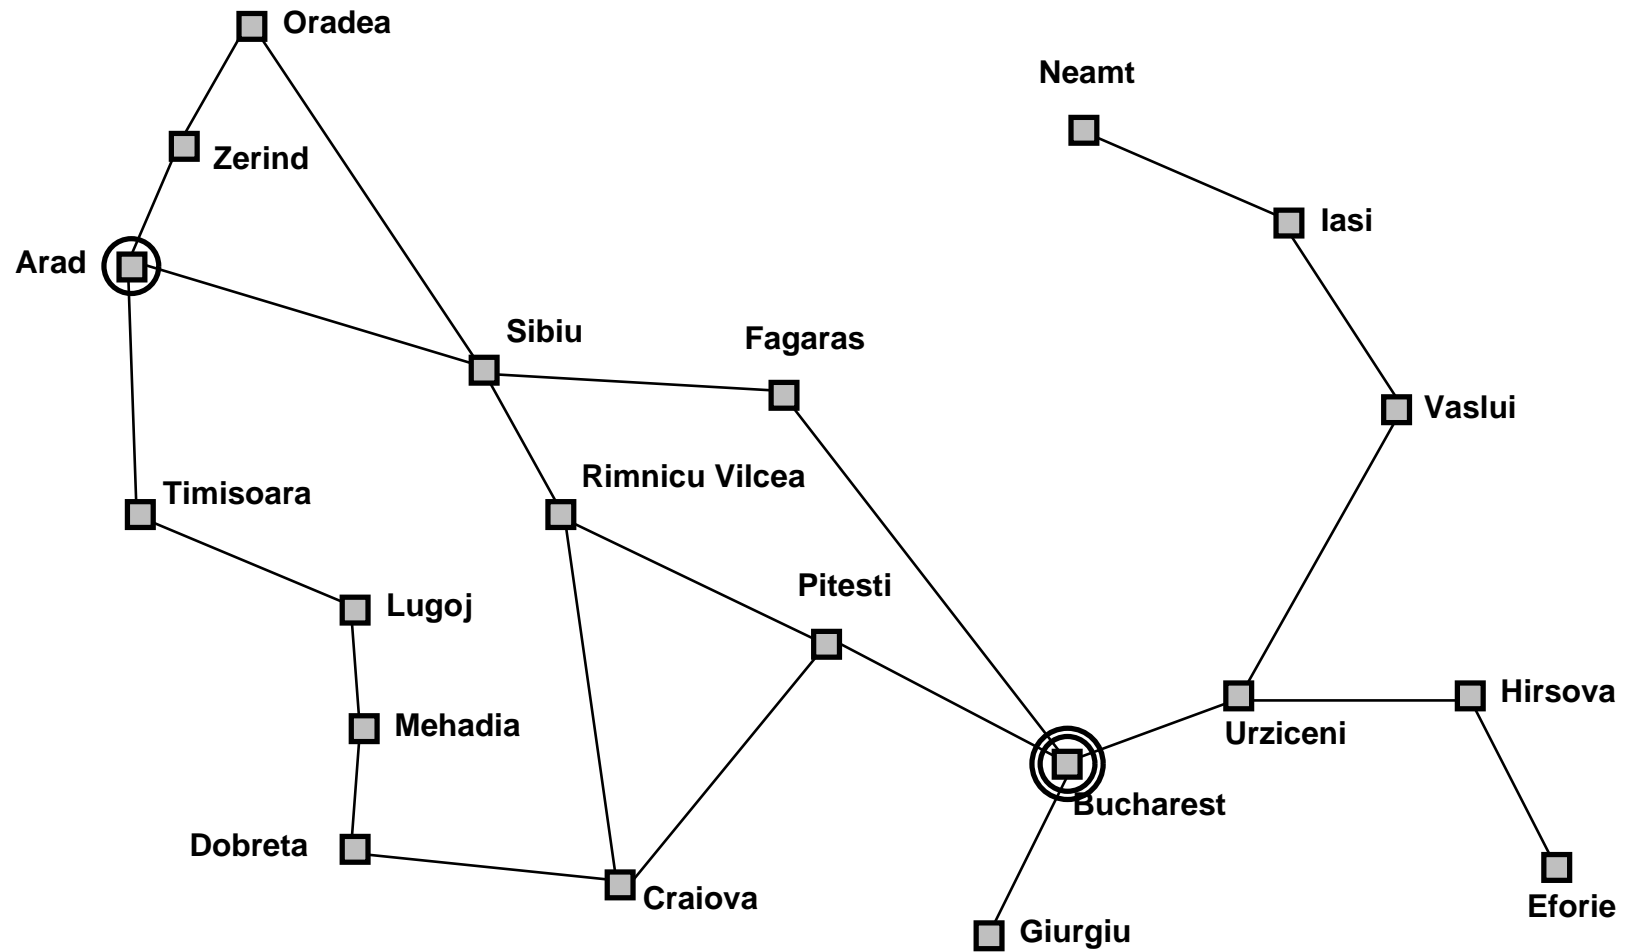 Oradea
Neamt
Zerind
Iasi
Arad
Sibiu
Fagaras
Vaslui
Timisoara
Rimnicu Vilcea
Lugoj
Pitesti
Mehadia
Hirsova
Urziceni
Bucharest
Dobreta
Craiova
Eforie
Giurgiu